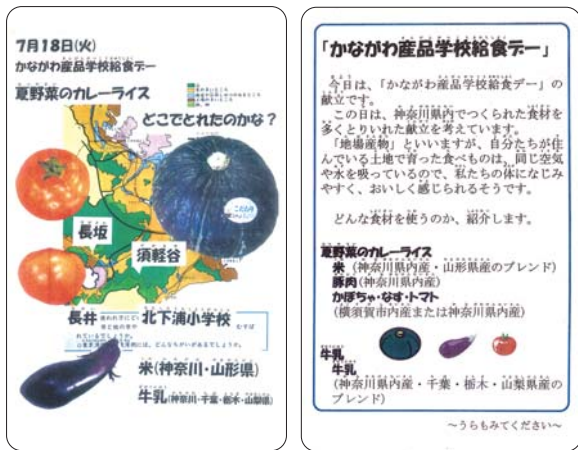 7月18日(火)
かながわ産品学校給食デー
夏野菜のカレーライス
どこでとれたのかな？
長坂
須軽谷
長井
北下浦小学校
米(神奈川・山形県)
牛乳(神奈川・千葉・栃木・山梨県)
「かながわ産品学校給食デー」
今日は、「かながわ産品学校給食デー」の
献立です。
この日は、神奈川県内でつくられた食材を
多くとりいれた献立を考えています。
「地場産物」といいますが、自分たちが住
んでいる土地で育った食べものは、同じ空気
や水を吸っているので、私たちの体になじみ
やすく、おいしく感じられるそうです。
どんな食材を使うのか、紹介します。
夏野菜のカレーライス
米(神奈川県内産・山形県産のブレンド)
豚肉(神奈川県内産)
かぼちゃ・なす・トマト
(横須賀市内産または神奈川県内産)
牛乳
牛乳
(神奈川県内産・千葉・栃木・山梨県産の
ブレンド)
～うらもみてください～